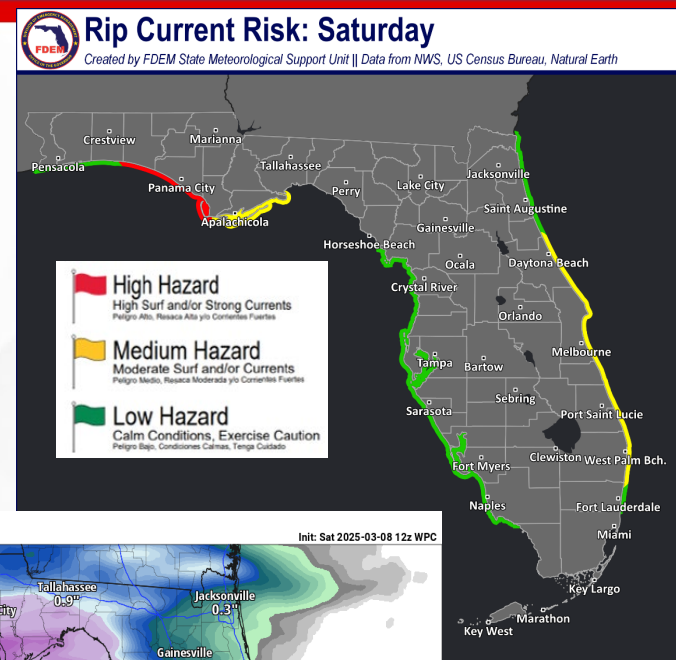 Rip Current Risk: Saturday
Created by FDEM State Meteorological Support Unit || Data from NWS, US Census Bureau, Natural Earth
FDEM
Crestview
Marianna
Pensacola
Tallahassee
Jacksonville
Panama City
Perry
Lake City
Saint Augustine
Apalachicola
Gainesville
Horseshoe Beach
Ocala
Daytona Beach
Crystal River
Orlando
High Hazard
High Surf and/or Strong Currents
Peligro Alto, Resaca Alta y/o Corrientes Fuertes
Medium Hazard
Moderate Surf and/or Currents
Peligro Medio, Resaca Moderada y/o Corrientes Fuertes
Low Hazard
Calm Conditions, Exercise Caution
Peligro Bajo, Condiciones Calmas, Tenga Cuidado
Melbourne
Tampa
Bartow
Sebring
Sarasota
Port Saint Lucie
Clewiston
West Palm Bch.
Fort Myers
Naples
Fort Lauderdale
Miami
Key Largo
Marathon
Key West
Init: Sat 2025-03-08 12z WPC
Tallahassee
0.9"
Jacksonville
0.3"
City
Gainesville